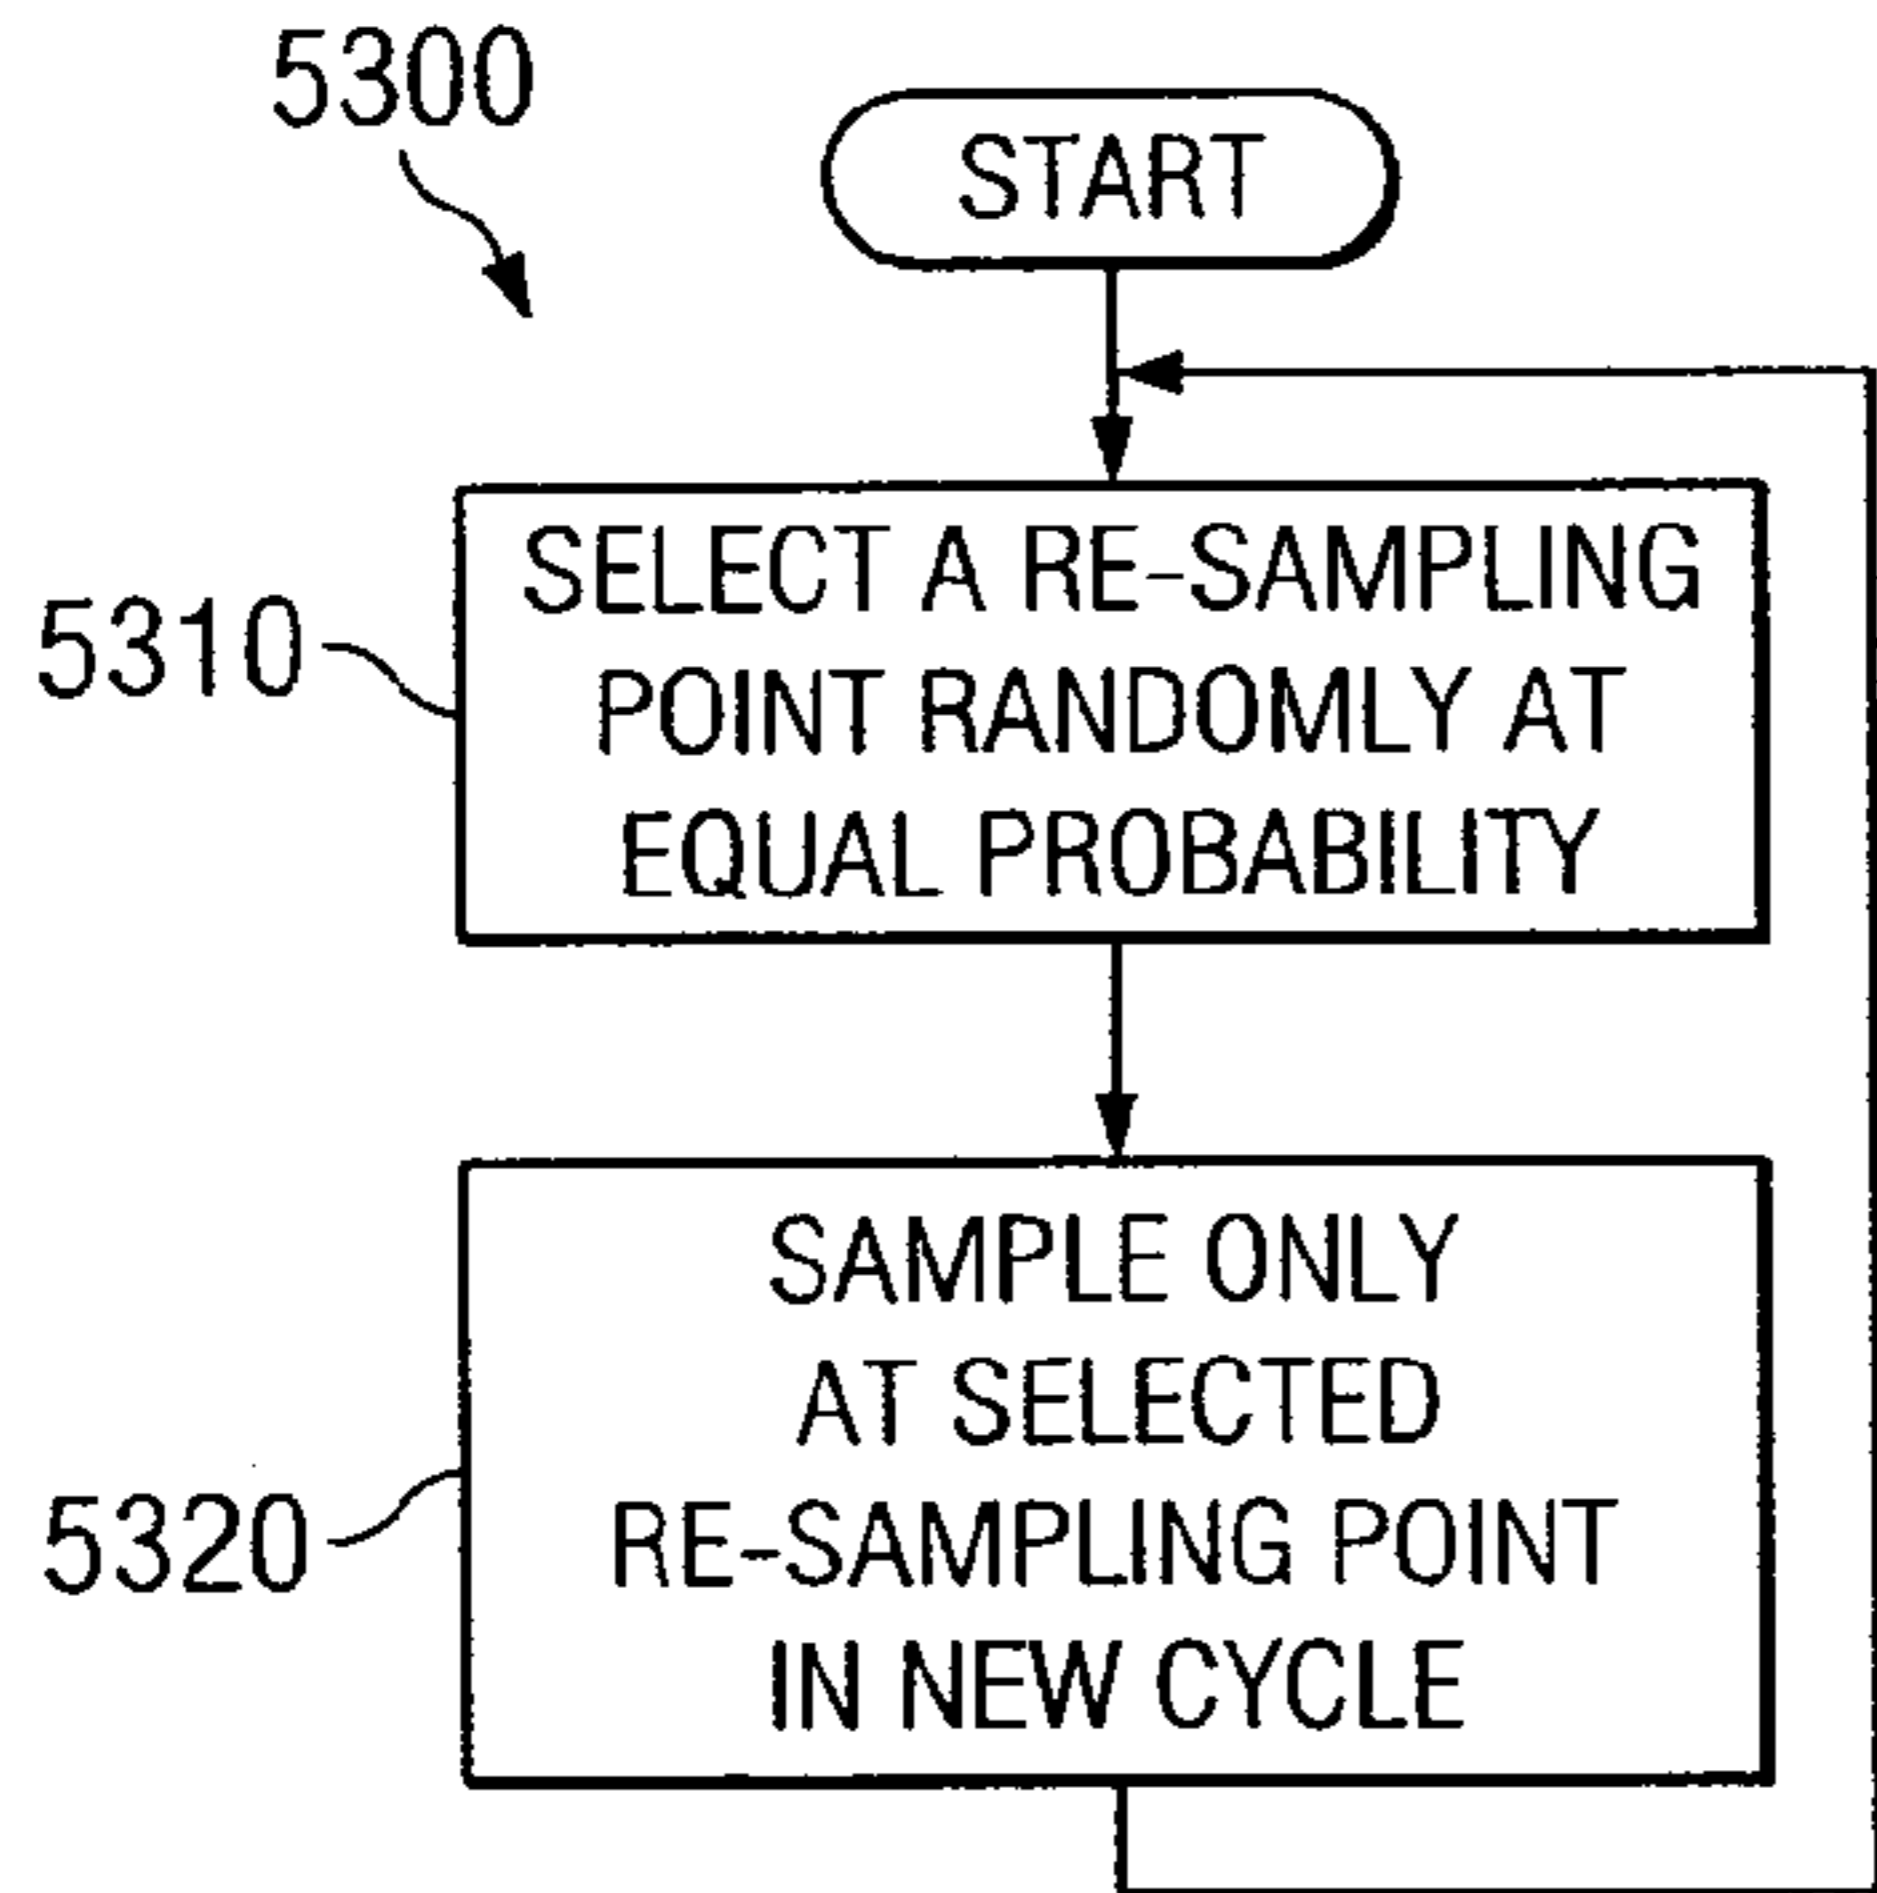 5300
START
5310
SELECT A RE-SAMPLING
POINT RANDOMLY AT
EQUAL PROBABILITY
5320
SAMPLE ONLY
AT SELECTED
RE-SAMPLING POINT
IN NEW CYCLE